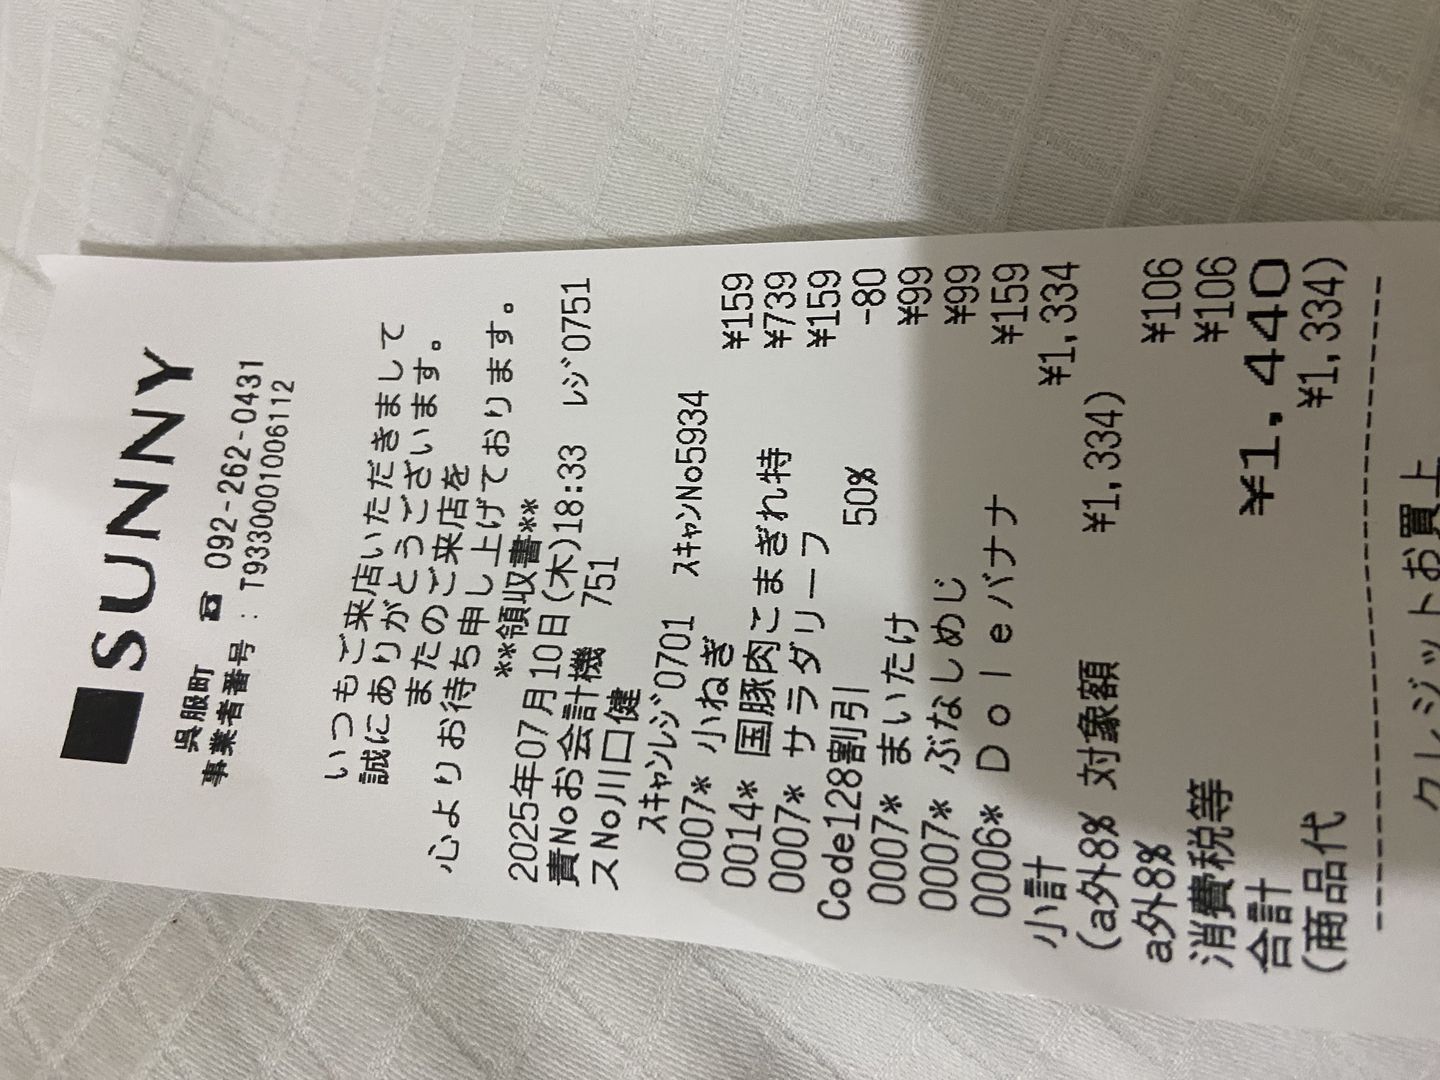 SUNNY
呉服町 ☎ 092-262-0431
事業者番号: T9330001006112
いつもご来店いただきまして
誠にありがとうございます。
またのご来店を
心よりお待ち申し上げております。
**領収書**
2025年07月10日(木)18:33 レジ0751
責Noお会計機 751
スNo川口健
スキャンレジ0701 スキャンNo5934
0007* 小ねぎ ¥159
0014* 国豚肉こまぎれ特 ¥739
0007* サラダリーフ ¥159
Code128割引 50% -80
0007* まいたけ ¥99
0007* ぶなしめじ ¥99
0006* Doleバナナ ¥159
小計 ¥1,334
(a外8% 対象額 ¥1,334)
a外8% ¥106
消費税等 ¥106
合計 ¥1,440
(商品代 ¥1,334)
クレジットお買上